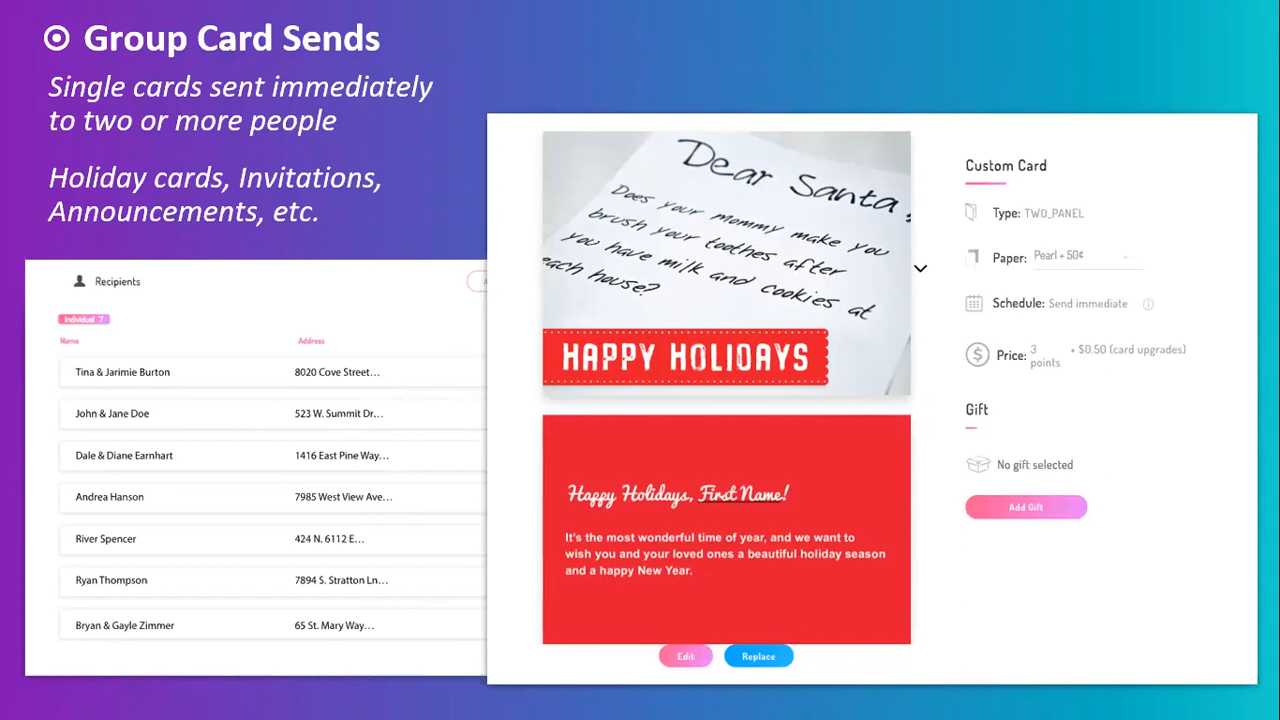 Group Card Sends
Single cards sent immediately
to two or more people
Holiday cards, Invitations,
Announcements, etc.
Recipients
Individual 7
Name Address
Tina & Jarimie Burton 8020 Cove Street...
John & Jane Doe 523 W. Summit Dr...
Dale & Diane Earnhart 1416 East Pine Way...
Andrea Hanson 7985 West View Ave...
River Spencer 424 N. 6112 E...
Ryan Thompson 7894 S. Stratton Ln...
Bryan & Gayle Zimmer 65 St. Mary Way...
Dear Santa,
Does your mommy make you
brush your toothes after
you have milk and cookies at
each house?
HAPPY HOLIDAYS
Happy Holidays, First Name!
It's the most wonderful time of year, and we want to
wish you and your loved ones a beautiful holiday season
and a happy New Year.
Edit Replace
Custom Card
Type: TWO_PANEL
Paper: Pearl + 50¢
Schedule: Send immediate
Price: 3 points • $0.50 (card upgrades)
Gift
No gift selected
Add Gift